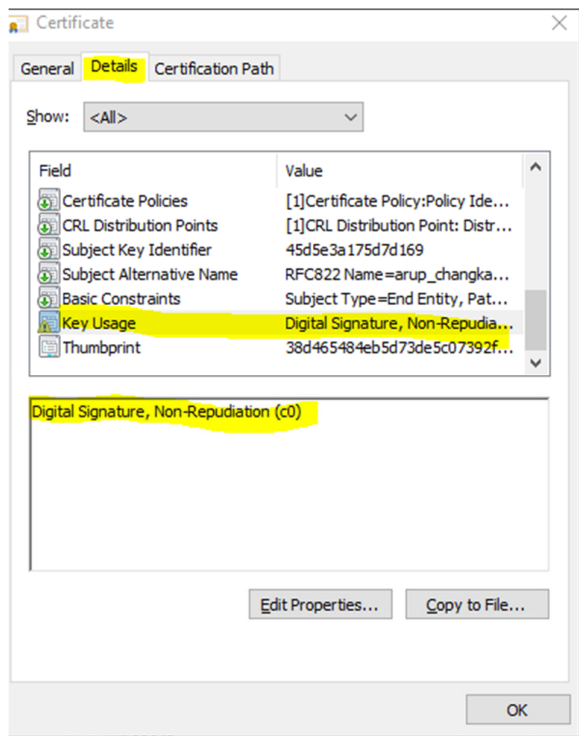 Certificate
General Details Certification Path
Show: <All>
Field Value
Certificate Policies [1]Certificate Policy:Policy Ide...
CRL Distribution Points [1]CRL Distribution Point: Distr...
Subject Key Identifier 45d5e3a175d7d169
Subject Alternative Name RFC822 Name=arup_changka...
Basic Constraints Subject Type=End Entity, Pat...
Key Usage Digital Signature, Non-Repudia...
Thumbprint 38d465484eb5d73de5c07392f...
Digital Signature, Non-Repudiation (c0)
Edit Properties... Copy to File...
OK